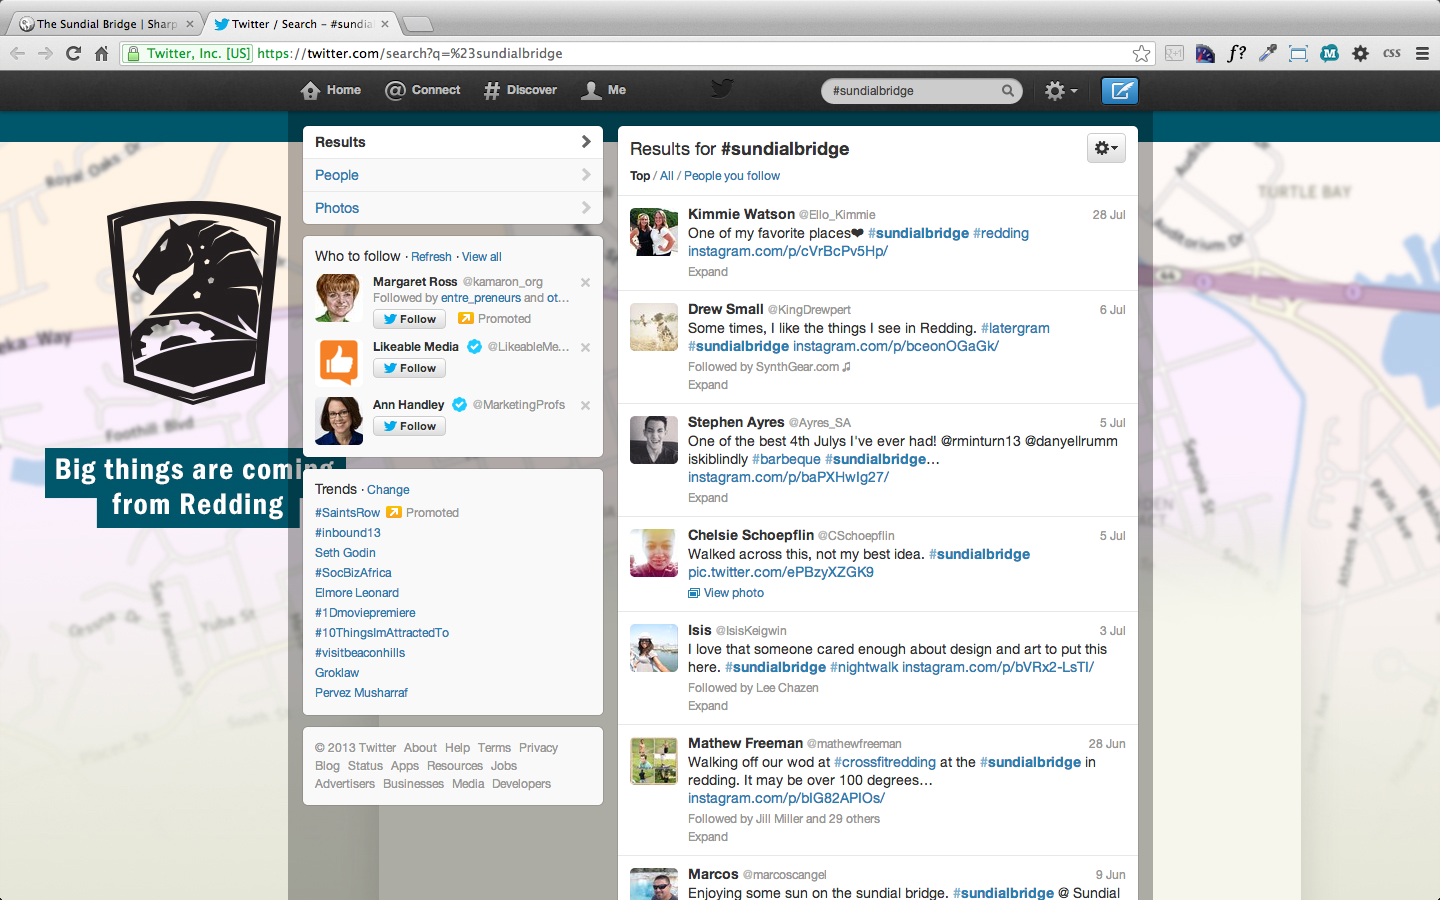 The Sundial Bridge | Sharp
Twitter / Search - #sundial
Twitter, Inc. [US] https://twitter.com/search?q=%23sundialbridge
R+1
f?
M
CSS
Home
Connect
Discover
Me
#sundialbridge
Results
People
Photos
Who to follow · Refresh · View all
Margaret Ross @kamaron_org
Followed by entre_preneurs and ot...
Follow Promoted
Likeable Media @LikeableMe...
Follow
Ann Handley @MarketingProfs
Follow
Trends · Change
#SaintsRow Promoted
#inbound13
Seth Godin
#SocBizAfrica
Elmore Leonard
#1Dmoviepremiere
#10ThingsImAttractedTo
#visitbeaconhills
Groklaw
Pervez Musharraf
© 2013 Twitter About Help Terms Privacy
Blog Status Apps Resources Jobs
Advertisers Businesses Media Developers
Results for #sundialbridge
Top / All / People you follow
Kimmie Watson @Ello_Kimmie 28 Jul
One of my favorite places❤ #sundialbridge #redding
instagram.com/p/cVrBcPv5Hp/
Expand
Drew Small @KingDrewpert 6 Jul
Some times, I like the things I see in Redding. #latergram
#sundialbridge instagram.com/p/bceonOGaGk/
Followed by SynthGear.com ♫
Expand
Stephen Ayres @Ayres_SA 5 Jul
One of the best 4th Julys I've ever had! @rminturn13 @danyellrumm
iskiblindly #barbeque #sundialbridge...
instagram.com/p/baPXHwIg27/
Expand
Chelsie Schoepflin @CSchoepflin 5 Jul
Walked across this, not my best idea. #sundialbridge
pic.twitter.com/ePBzyXZGK9
View photo
Isis @IsisKeigwin 3 Jul
I love that someone cared enough about design and art to put this
here. #sundialbridge #nightwalk instagram.com/p/bVRx2-LsTI/
Followed by Lee Chazen
Expand
Mathew Freeman @mathewfreeman 28 Jun
Walking off our wod at #crossfitredding at the #sundialbridge in
redding. It may be over 100 degrees...
instagram.com/p/bIG82APIOs/
Followed by Jill Miller and 29 others
Expand
Marcos @marcoscangel 9 Jun
Enjoying some sun on the sundial bridge. #sundialbridge @ Sundial
Big things are coming
from Redding
Royal Oaks Dr
eka Way
Foothill Blvd
Yuba St
San Francisco St
South St
Placer St
TURTLE BAY
Auditorium Dr
44
Sequoia St
Paris Ave
Athens Ave